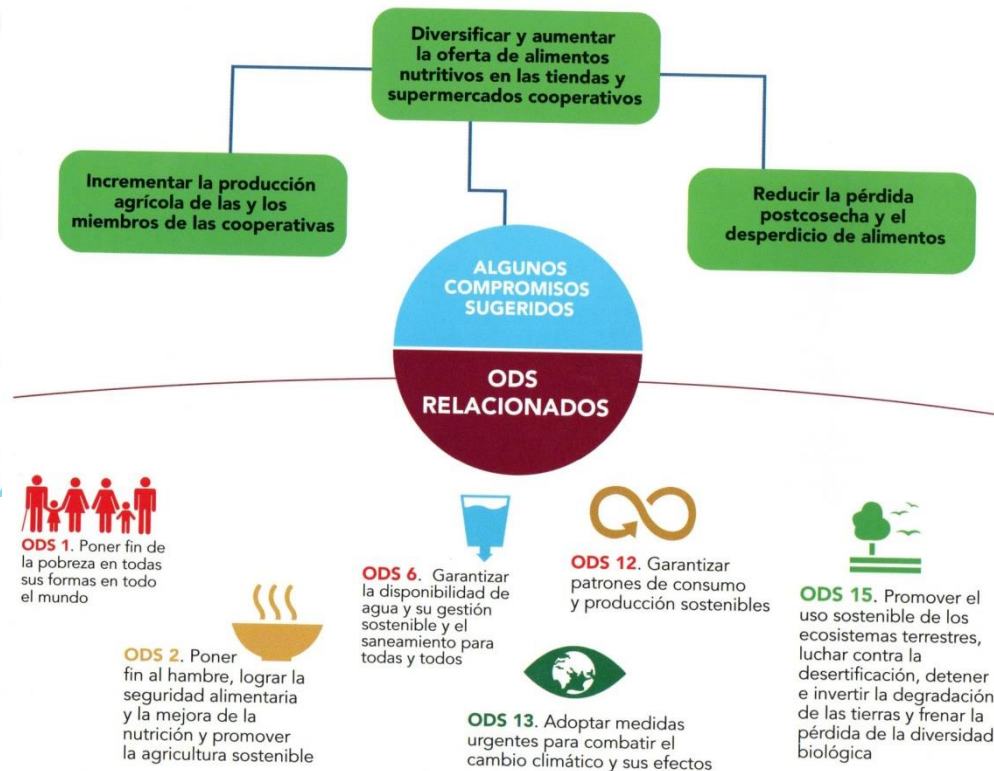 Diversificar y aumentar
la oferta de alimentos
nutritivos en las tiendas y
supermercados cooperativos
Incrementar la producción
agrícola de las y los
miembros de las cooperativas
Reducir la pérdida
postcosecha y el
desperdicio de alimentos
ALGUNOS
COMPROMISOS
SUGERIDOS
ODS
RELACIONADOS
ODS 1. Poner fin de
la pobreza en todas
sus formas en todo
el mundo
ODS 2. Poner
fin al hambre, lograr la
seguridad alimentaria
y la mejora de la
nutrición y promover
la agricultura sostenible
ODS 6. Garantizar
la disponibilidad de
agua y su gestión
sostenible y el
saneamiento para
todas y todos
ODS 12. Garantizar
patrones de consumo
y producción sostenibles
ODS 13. Adoptar medidas
urgentes para combatir el
cambio climático y sus efectos
ODS 15. Promover el
uso sostenible de los
ecosistemas terrestres,
luchar contra la
desertificación, detener
e invertir la degradación
de las tierras y frenar la
pérdida de la diversidad
biológica